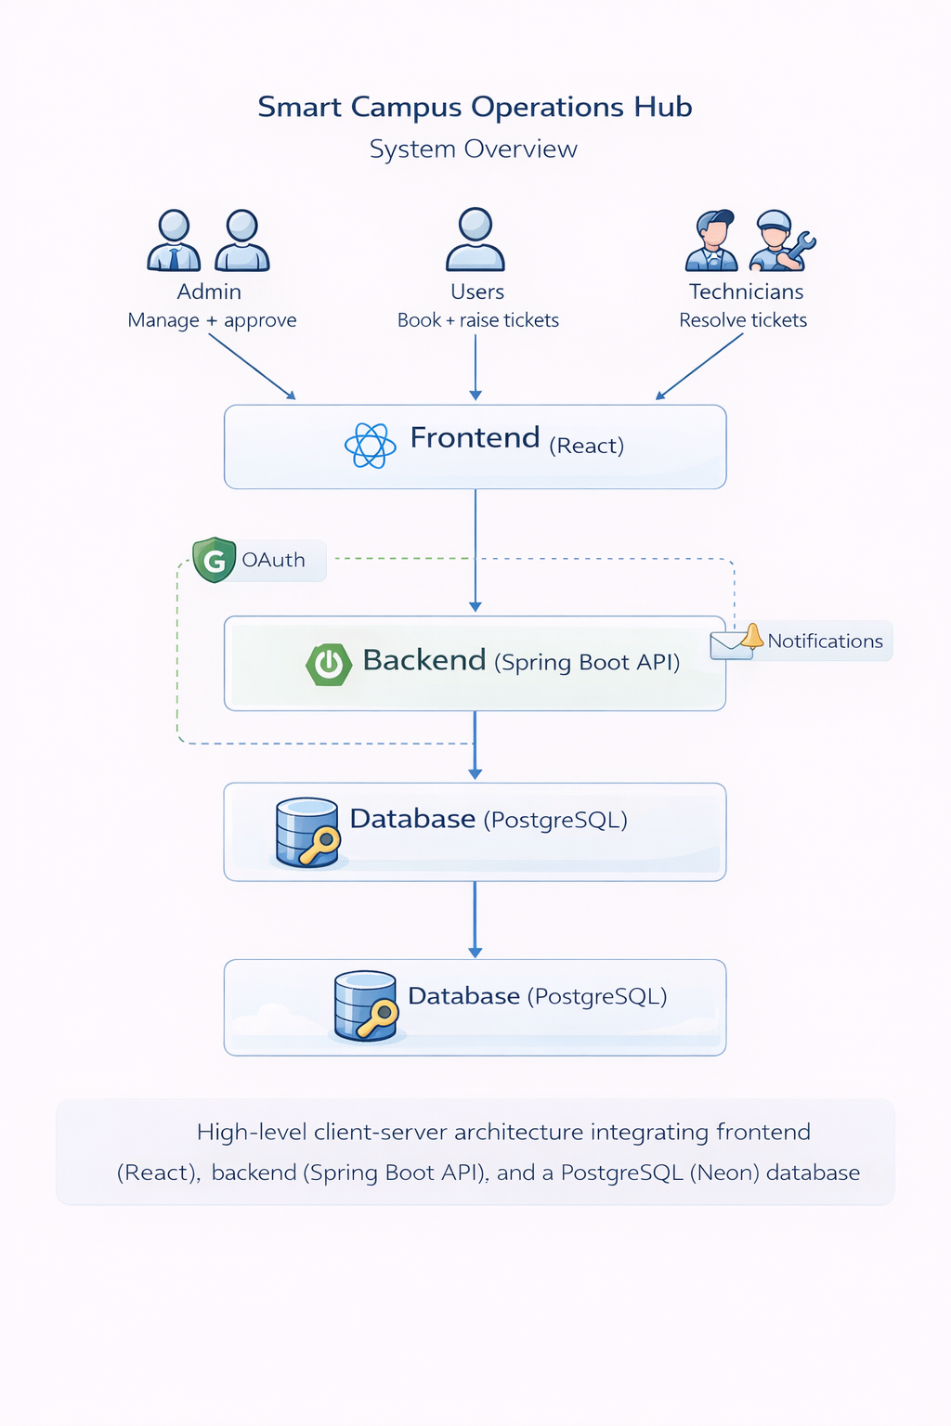 Smart Campus Operations Hub
System Overview
Admin
Manage + approve
Users
Book + raise tickets
Technicians
Resolve tickets
Frontend (React)
G OAuth
Backend (Spring Boot API)
Notifications
Database (PostgreSQL)
Database (PostgreSQL)
High-level client-server architecture integrating frontend
(React), backend (Spring Boot API), and a PostgreSQL (Neon) database